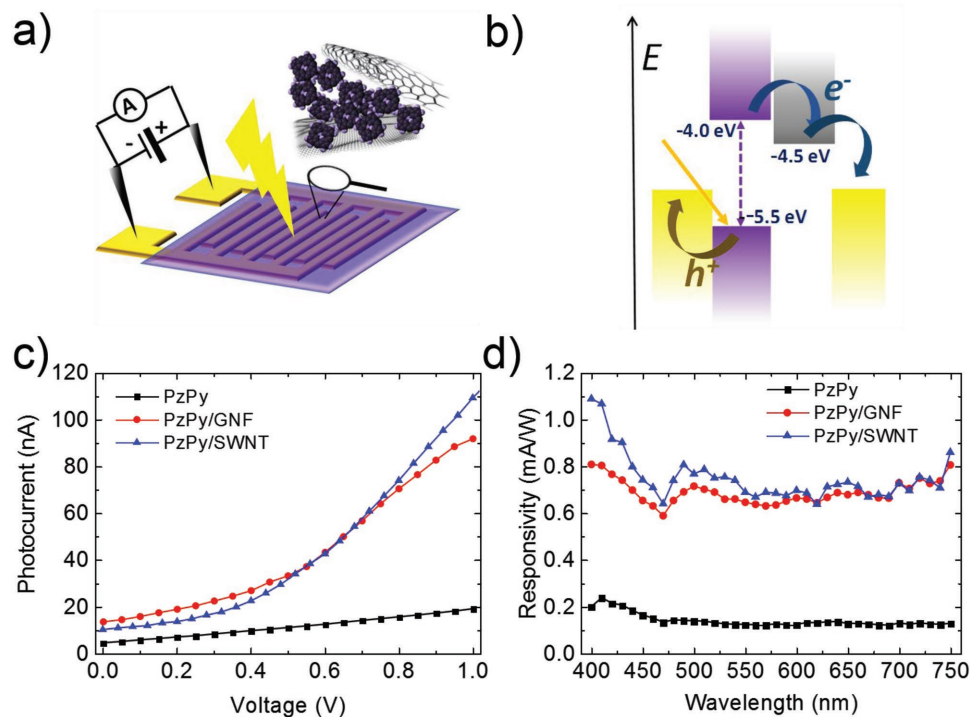 a)
A
- +
b)
E
e-
-4.0 eV
-4.5 eV
-5.5 eV
h+
c)
120
100
80
60
40
20
0
0.0 0.2 0.4 0.6 0.8 1.0
Photocurrent (nA)
Voltage (V)
PzPy
PzPy/GNF
PzPy/SWNT
d)
1.2
1.0
0.8
0.6
0.4
0.2
0.0
400 450 500 550 600 650 700 750
Responsivity (mA/W)
Wavelength (nm)
PzPy
PzPy/GNF
PzPy/SWNT